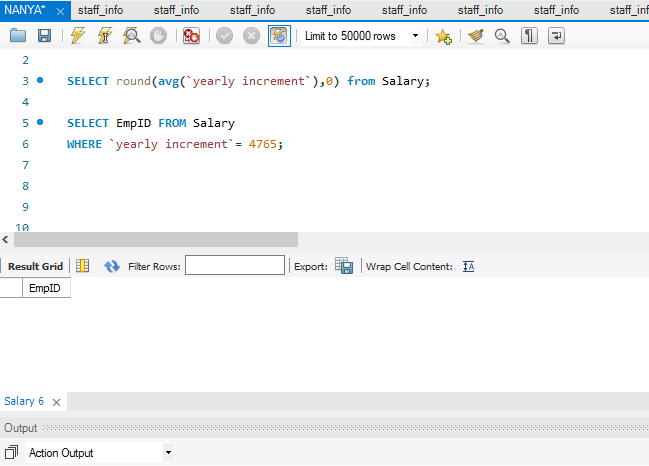 NANYA* × staff_info staff_info staff_info staff_info staff_info staff_info staff_info staff_inf
Limit to 50000 rows
2
3 SELECT round(avg(`yearly increment`),0) from Salary;
4
5 SELECT EmpID FROM Salary
6 WHERE `yearly increment`= 4765;
7
8
9
10
Result Grid Filter Rows: Export: Wrap Cell Content:
EmpID
Salary 6 ×
Output
Action Output